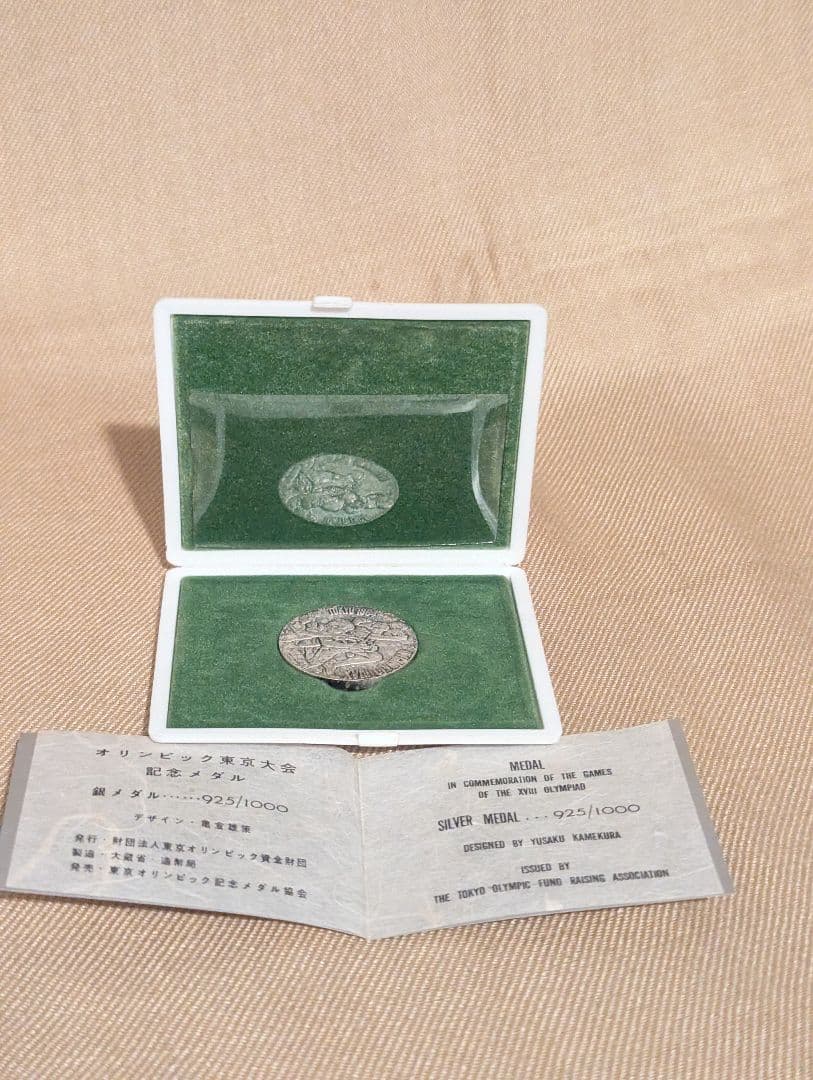 TOKYO 1964
オリンピック東京大会
記念メダル
銀メダル……925/1000
デザイン・亀倉雄策
発行・財団法人東京オリンピック資金財団
製造・大蔵省・造幣局
発売・東京オリンピック記念メダル協会
MEDAL
IN COMMEMORATION OF THE GAMES
OF THE XVIII OLYMPIAD
SILVER MEDAL . . . 925/1000
DESIGNED BY YUSAKU KAMEKURA
ISSUED BY
THE TOKYO OLYMPIC FUND RAISING ASSOCIATION